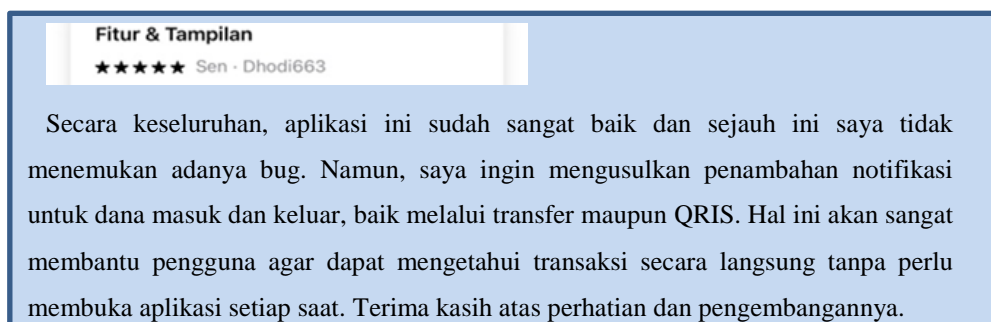 Fitur & Tampilan
★★★★★ Sen · Dhodi663
Secara keseluruhan, aplikasi ini sudah sangat baik dan sejauh ini saya tidak
menemukan adanya bug. Namun, saya ingin mengusulkan penambahan notifikasi
untuk dana masuk dan keluar, baik melalui transfer maupun QRIS. Hal ini akan sangat
membantu pengguna agar dapat mengetahui transaksi secara langsung tanpa perlu
membuka aplikasi setiap saat. Terima kasih atas perhatian dan pengembangannya.